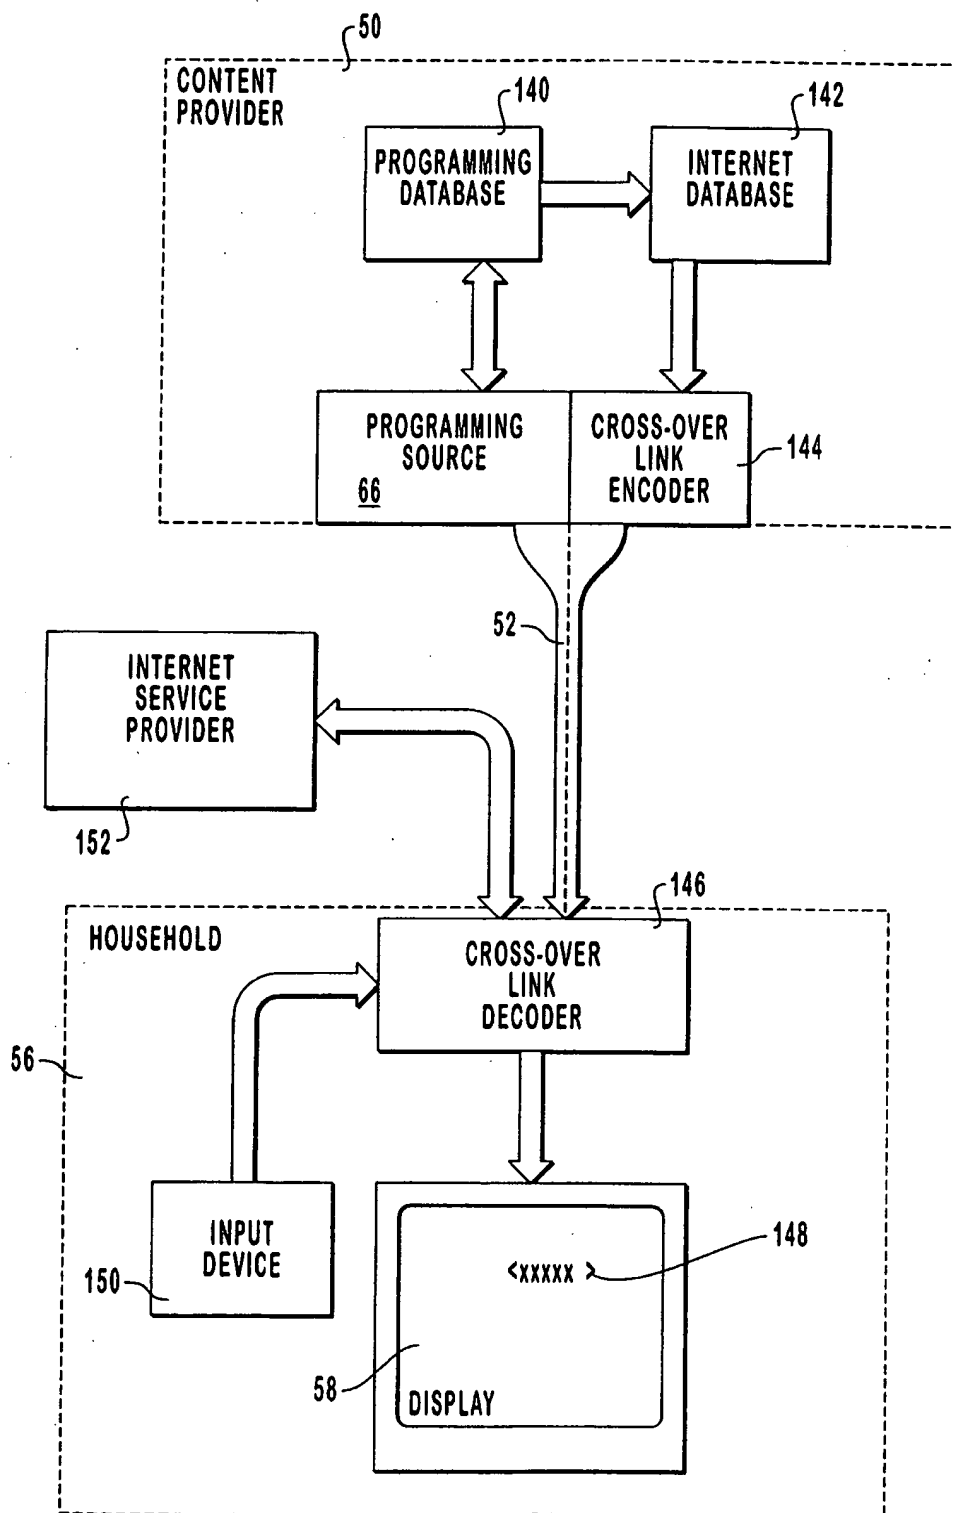 50
CONTENT
PROVIDER
140
142
PROGRAMMING
DATABASE
INTERNET
DATABASE
PROGRAMMING
SOURCE
66
CROSS-OVER
LINK
ENCODER
144
52
INTERNET
SERVICE
PROVIDER
152
146
HOUSEHOLD
CROSS-OVER
LINK
DECODER
56
INPUT
DEVICE
150
148
<XXXXX >
58
DISPLAY